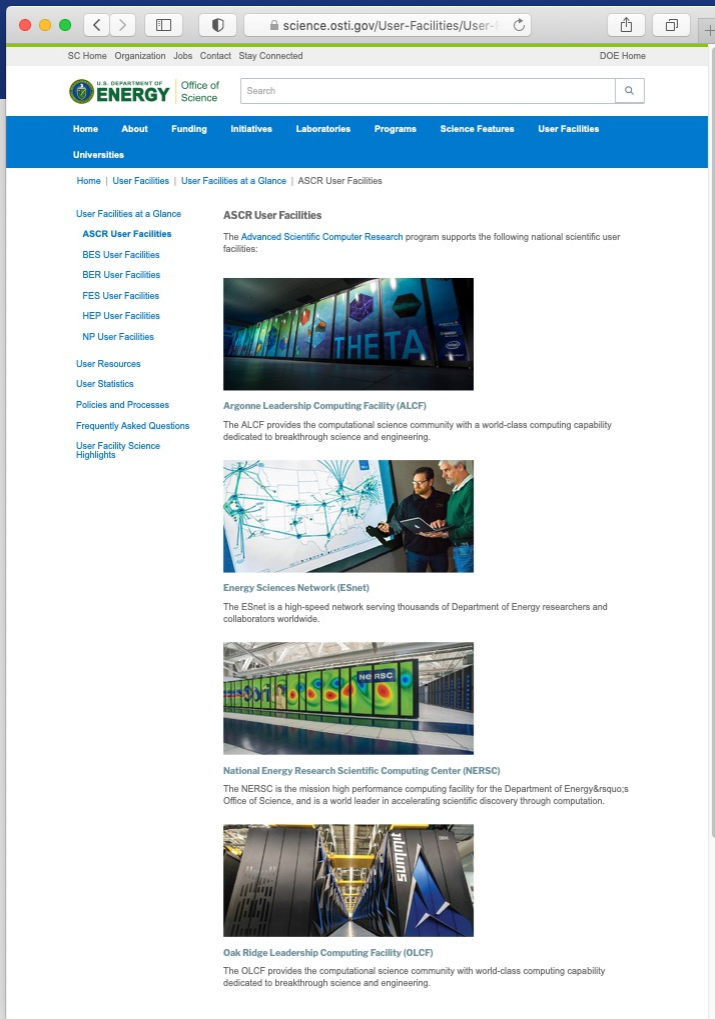 science.osti.gov/User-Facilities/User-F
SC Home Organization Jobs Contact Stay Connected DOE Home
U.S. DEPARTMENT OF
ENERGY
Office of
Science
Search
Home About Funding Initiatives Laboratories Programs Science Features User Facilities
Universities
Home | User Facilities | User Facilities at a Glance | ASCR User Facilities
User Facilities at a Glance
ASCR User Facilities
BES User Facilities
BER User Facilities
FES User Facilities
HEP User Facilities
NP User Facilities
User Resources
User Statistics
Policies and Processes
Frequently Asked Questions
User Facility Science
Highlights
ASCR User Facilities
The Advanced Scientific Computer Research program supports the following national scientific user
facilities:
THETA
Argonne Leadership Computing Facility (ALCF)
The ALCF provides the computational science community with a world-class computing capability
dedicated to breakthrough science and engineering.
Energy Sciences Network (ESnet)
The ESnet is a high-speed network serving thousands of Department of Energy researchers and
collaborators worldwide.
NERSC
National Energy Research Scientific Computing Center (NERSC)
The NERSC is the mission high performance computing facility for the Department of Energy&rsquo;s
Office of Science, and is a world leader in accelerating scientific discovery through computation.
summit
Oak Ridge Leadership Computing Facility (OLCF)
The OLCF provides the computational science community with world-class computing capability
dedicated to breakthrough science and engineering.